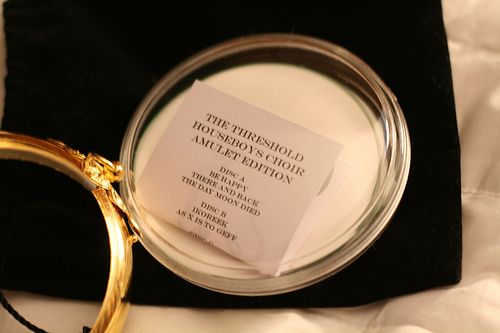 THE THRESHOLD
HOUSEBOYS CHOIR
AMULET EDITION
DISC A
BE HAPPY
THERE AND BACK
THE DAY MOON DIED
DISC B
IKOREEK
AS X IS TO GEFF